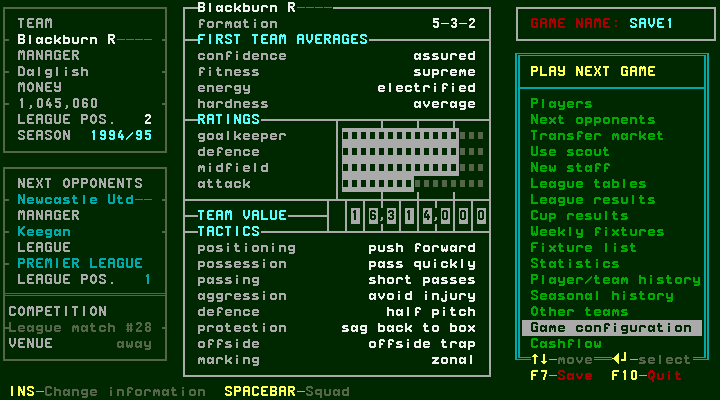 TEAM
Blackburn R
MANAGER
Dalglish
MONEY
1,045,060
LEAGUE POS. 2
SEASON 1994/95
NEXT OPPONENTS
Newcastle Utd
MANAGER
Keegan
LEAGUE
PREMIER LEAGUE
LEAGUE POS. 1
COMPETITION
League match #28
VENUE away
Blackburn R
formation 5-3-2
FIRST TEAM AVERAGES
confidence assured
fitness supreme
energy electrified
hardness average
RATINGS
goalkeeper
defence
midfield
attack
TEAM VALUE 16,314,000
TACTICS
positioning push forward
possession pass quickly
passing short passes
aggression avoid injury
defence half pitch
protection sag back to box
offside offside trap
marking zonal
GAME NAME: SAVE1
PLAY NEXT GAME
Players
Next opponents
Transfer market
Use scout
New staff
League tables
League results
Cup results
Weekly fixtures
Fixture list
Statistics
Player/team history
Seasonal history
Other teams
Game configuration
Cashflow
↑↓-move ↵-select
F7-Save F10-Quit
INS-Change information SPACEBAR-Squad